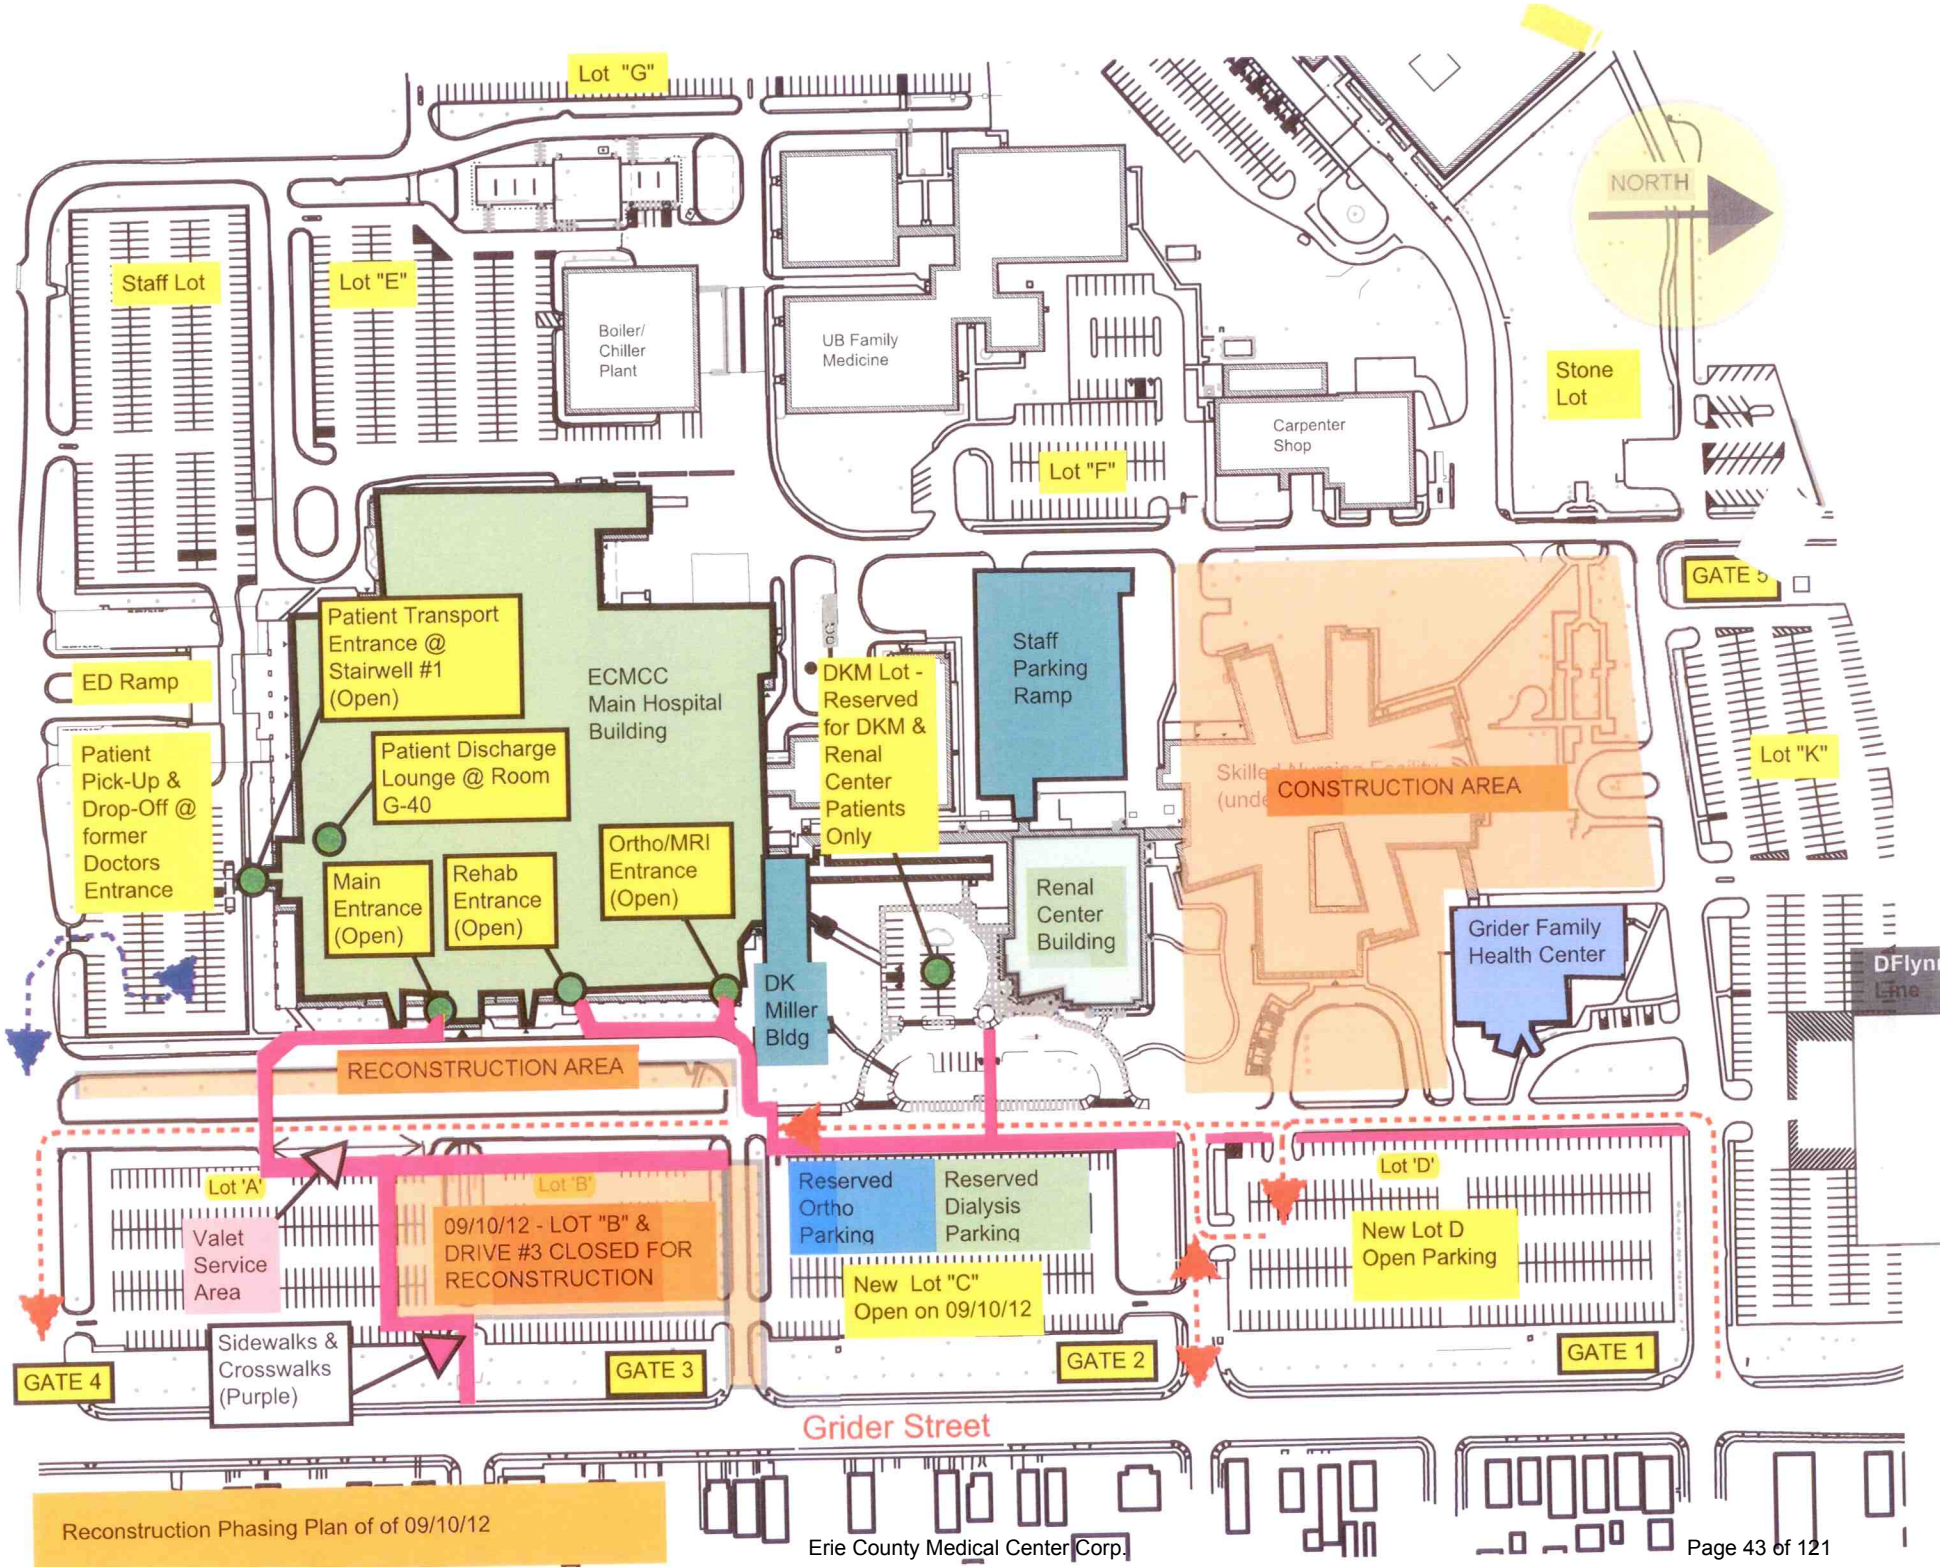 Lot "G"
NORTH
Staff Lot
Lot "E"
Boiler/
Chiller
Plant
UB Family
Medicine
Stone
Lot
Carpenter
Shop
Lot "F"
GATE 5
Patient Transport
Entrance @
Stairwell #1
(Open)
ECMCC
Main Hospital
Building
Staff
Parking
Ramp
ED Ramp
DKM Lot -
Reserved
for DKM &
Renal
Center
Patients
Only
Patient
Pick-Up &
Drop-Off @
former
Doctors
Entrance
Patient Discharge
Lounge @ Room
G-40
Lot "K"
Skilled Nursing Facility
(unde
CONSTRUCTION AREA
Main
Entrance
(Open)
Rehab
Entrance
(Open)
Ortho/MRI
Entrance
(Open)
Renal
Center
Building
Grider Family
Health Center
DFlynn
Line
DK
Miller
Bldg
RECONSTRUCTION AREA
Lot 'A'
Lot 'B'
Reserved
Ortho
Parking
Reserved
Dialysis
Parking
Lot 'D'
Valet
Service
Area
09/10/12 - LOT "B" &
DRIVE #3 CLOSED FOR
RECONSTRUCTION
New Lot "C"
Open on 09/10/12
New Lot D
Open Parking
Sidewalks &
Crosswalks
(Purple)
GATE 4
GATE 3
GATE 2
GATE 1
Grider Street
Reconstruction Phasing Plan of of 09/10/12
Erie County Medical Center Corp.
Page 43 of 121